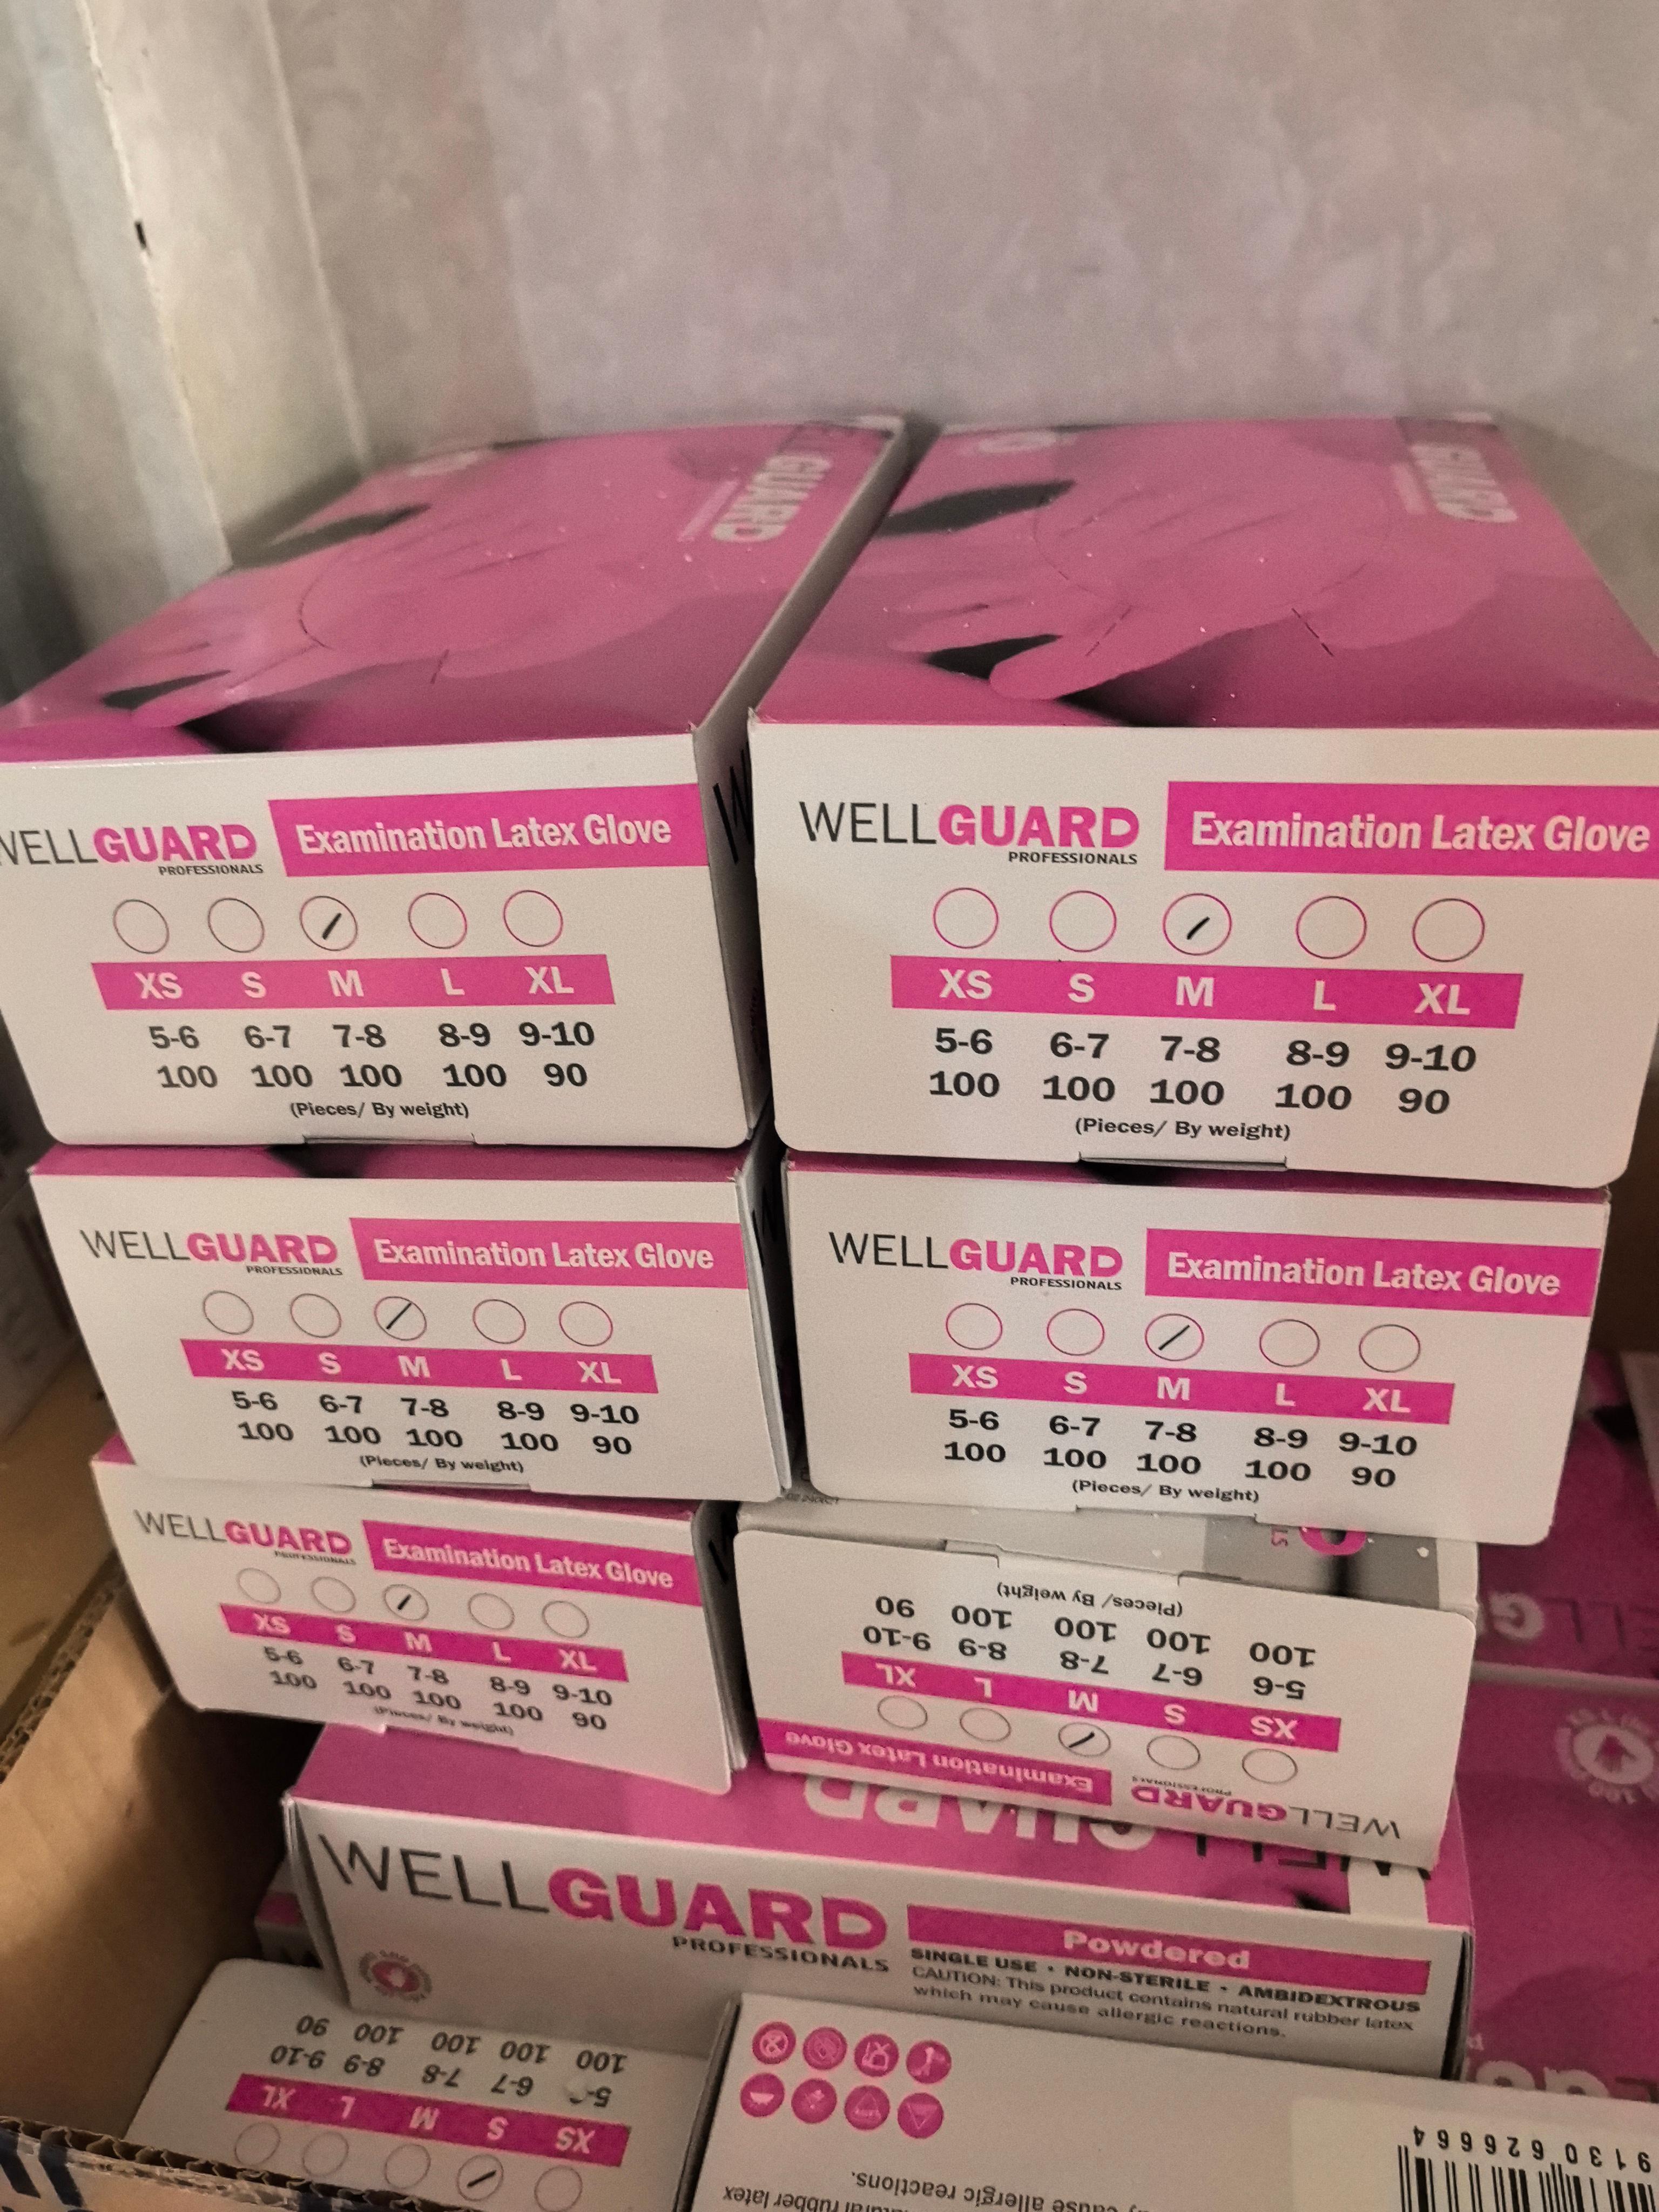 GUARD
GUARD
WELLGUARD
PROFESSIONALS
Examination Latex Glove
XS S M L XL
5-6 6-7 7-8 8-9 9-10
100 100 100 100 90
(Pieces/ By weight)
WELLGUARD
PROFESSIONALS
Examination Latex Glove
XS S M L XL
5-6 6-7 7-8 8-9 9-10
100 100 100 100 90
(Pieces/ By weight)
WELLGUARD
PROFESSIONALS
Examination Latex Glove
XS S M L XL
5-6 6-7 7-8 8-9 9-10
100 100 100 100 90
(Pieces/ By weight)
WELLGUARD
PROFESSIONALS
Examination Latex Glove
XS S M L XL
5-6 6-7 7-8 8-9 9-10
100 100 100 100 90
(Pieces/ By weight)
WELLGUARD
PROFESSIONALS
Examination Latex Glove
XS S M L XL
5-6 6-7 7-8 8-9 9-10
100 100 100 100 90
(Pieces/ By weight)
WELLGUARD
PROFESSIONALS
Examination Latex Glove
XS S M L XL
5-6 6-7 7-8 8-9 9-10
100 100 100 100 90
(Pieces/ By weight)
WELLGUARD
WELLGUARD
PROFESSIONALS
Powdered
SINGLE USE • NON-STERILE • AMBIDEXTROUS
CAUTION: This product contains natural rubber latex
which may cause allergic reactions.
XS S M L XL
6-7 7-8 8-9 9-10
100 100 100 100 90
rubber latex
cause allergic reactions.
9130626664